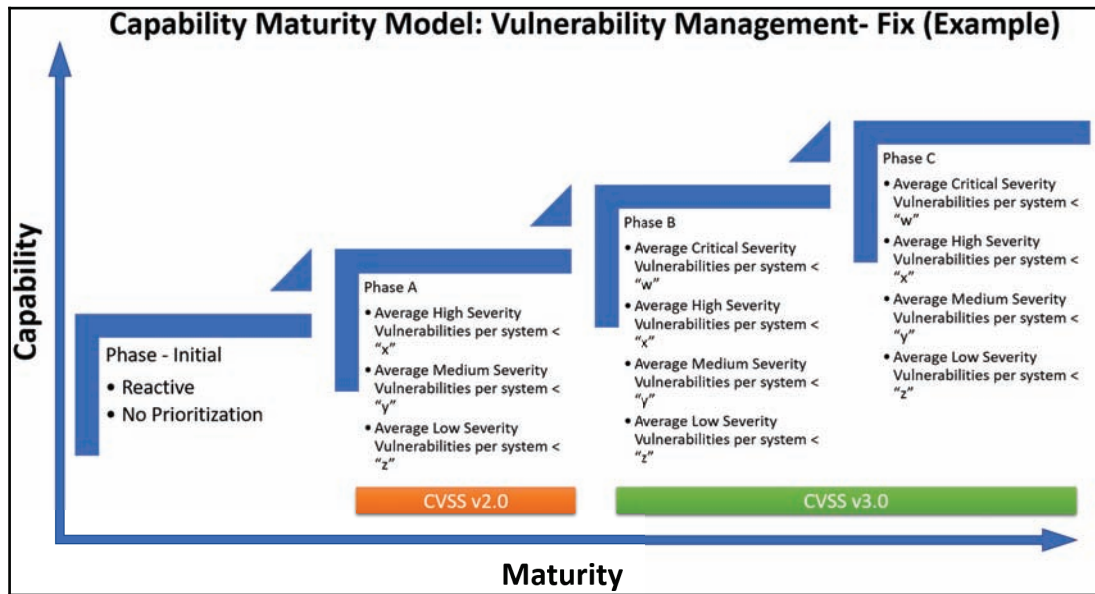 Capability Maturity Model: Vulnerability Management- Fix (Example)
Capability
Phase - Initial
• Reactive
• No Prioritization
Phase A
• Average High Severity
Vulnerabilities per system <
"x"
• Average Medium Severity
Vulnerabilities per system <
"y"
• Average Low Severity
Vulnerabilities per system <
"z"
Phase B
• Average Critical Severity
Vulnerabilities per system <
"w"
• Average High Severity
Vulnerabilities per system <
"x"
• Average Medium Severity
Vulnerabilities per system <
"y"
• Average Low Severity
Vulnerabilities per system <
"z"
Phase C
• Average Critical Severity
Vulnerabilities per system <
"w"
• Average High Severity
Vulnerabilities per system <
"x"
• Average Medium Severity
Vulnerabilities per system <
"y"
• Average Low Severity
Vulnerabilities per system <
"z"
CVSS v2.0
CVSS v3.0
Maturity